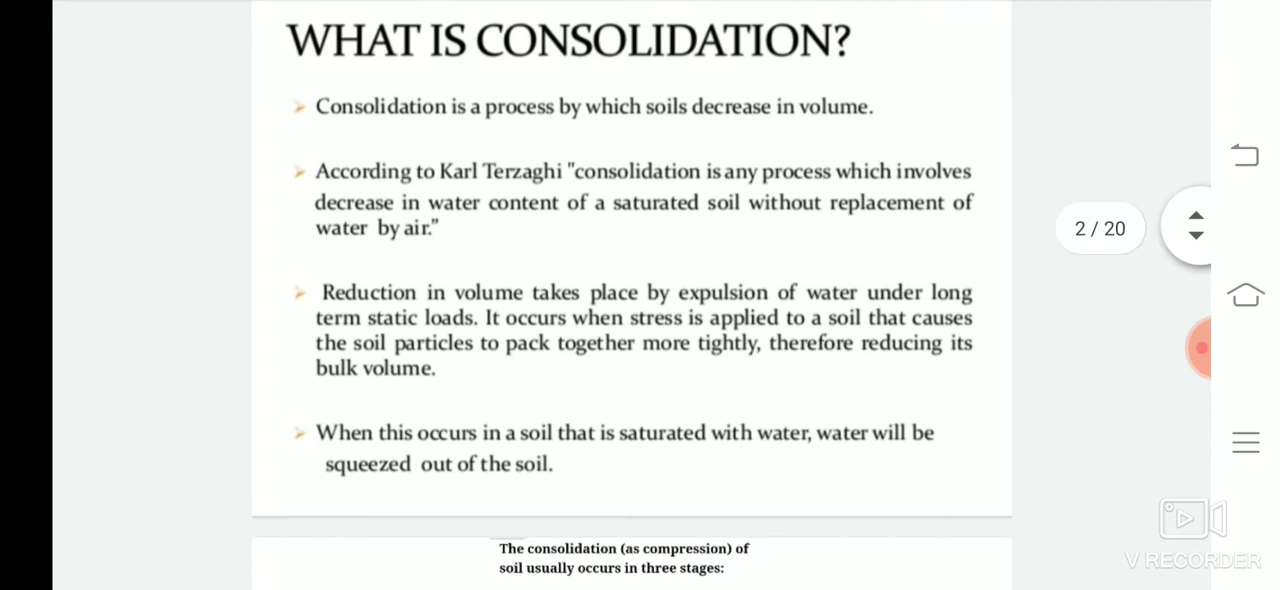 WHAT IS CONSOLIDATION?
Consolidation is a process by which soils decrease in volume.
According to Karl Terzaghi "consolidation is any process which involves
decrease in water content of a saturated soil without replacement of
water by air."
2 / 20
Reduction in volume takes place by expulsion of water under long
term static loads. It occurs when stress is applied to a soil that causes
the soil particles to pack together more tightly, therefore reducing its
bulk volume.
When this occurs in a soil that is saturated with water, water will be
squeezed out of the soil.
The consolidation (as compression) of
soil usually occurs in three stages:
V RECORDER